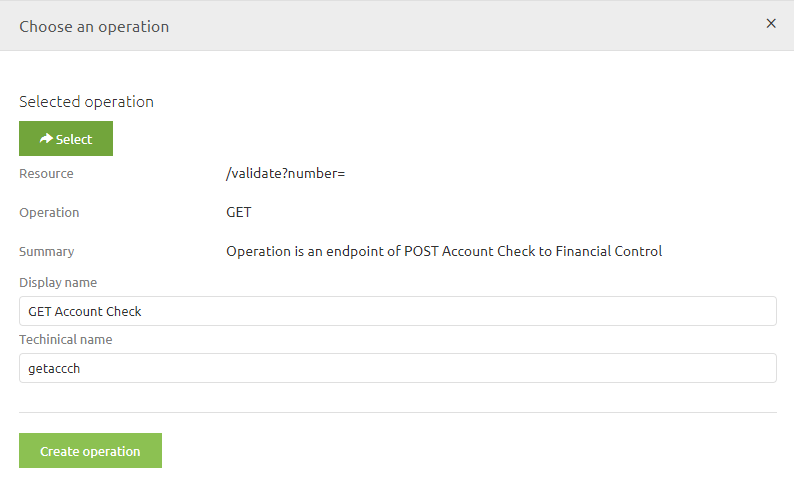 Choose an operation
×
Selected operation
Select
Resource /validate?number=
Operation GET
Summary Operation is an endpoint of POST Account Check to Financial Control
Display name
GET Account Check
Techinical name
getaccch
Create operation